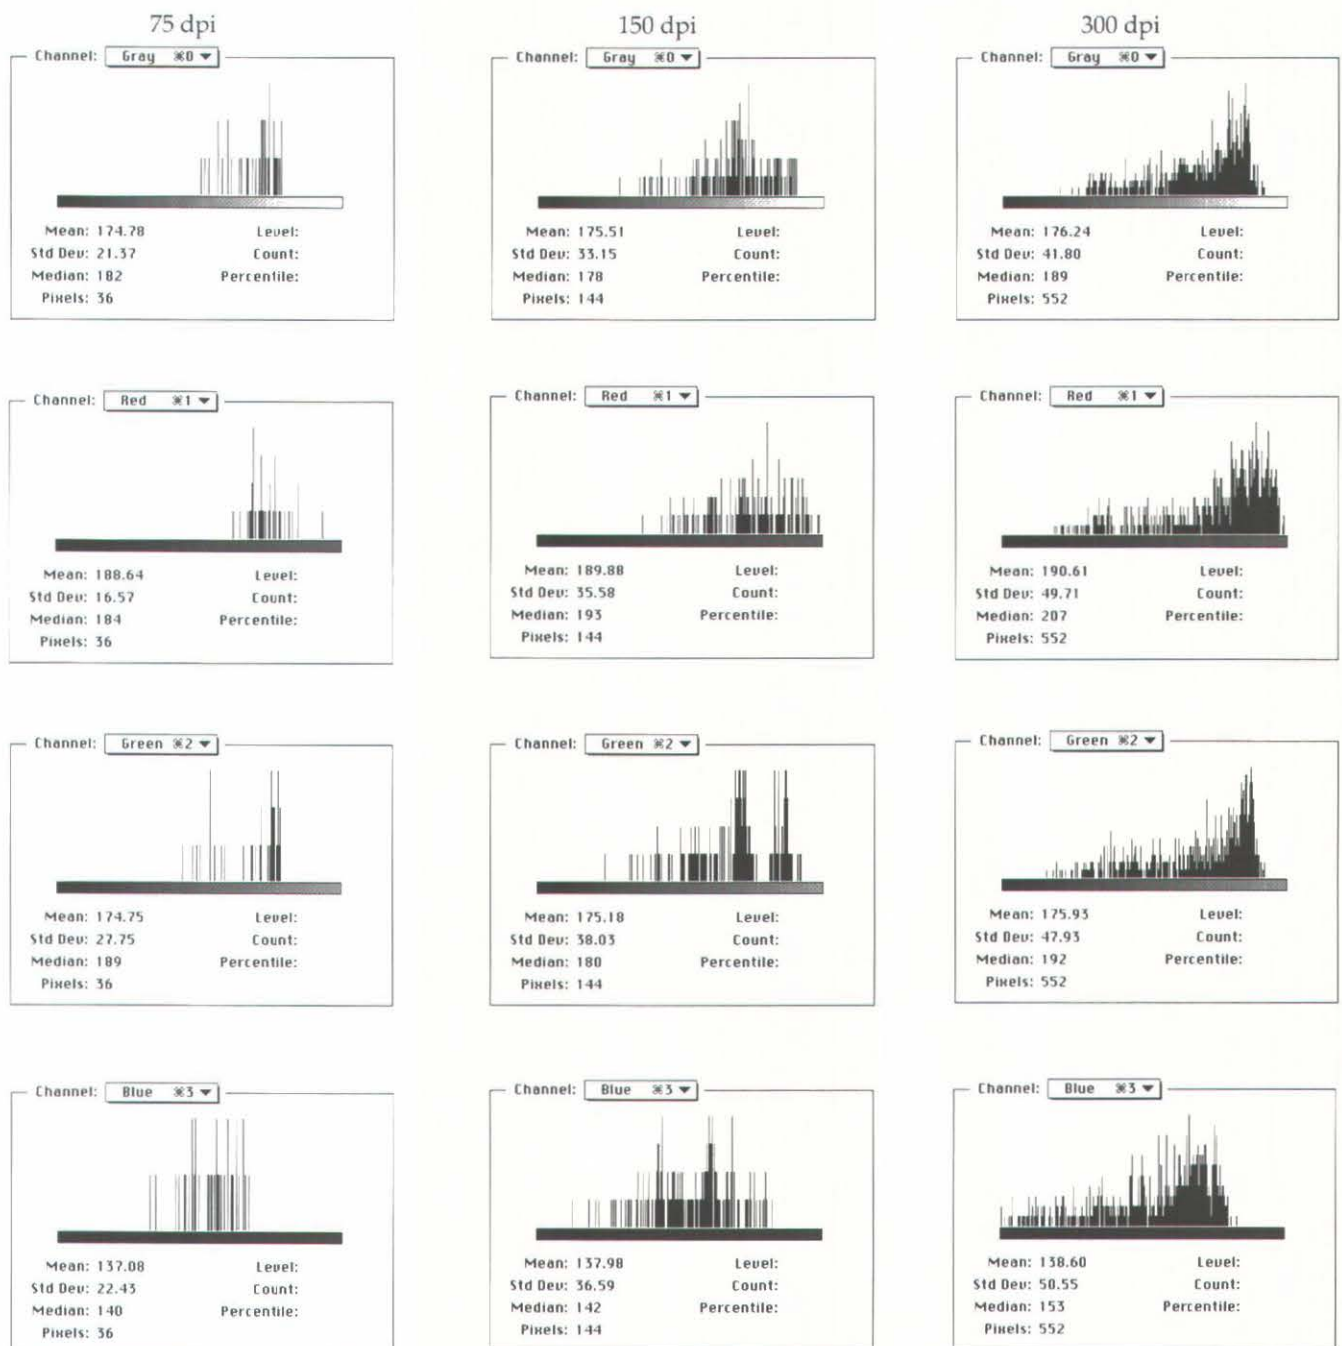 75 dpi
150 dpi
300 dpi
Channel: Gray ⌘0 ▼
Mean: 174.78 Level:
Std Dev: 21.37 Count:
Median: 182 Percentile:
Pixels: 36
Channel: Gray ⌘0 ▼
Mean: 175.51 Level:
Std Dev: 33.15 Count:
Median: 178 Percentile:
Pixels: 144
Channel: Gray ⌘0 ▼
Mean: 176.24 Level:
Std Dev: 41.80 Count:
Median: 189 Percentile:
Pixels: 552
Channel: Red ⌘1 ▼
Mean: 188.64 Level:
Std Dev: 16.57 Count:
Median: 184 Percentile:
Pixels: 36
Channel: Red ⌘1 ▼
Mean: 189.88 Level:
Std Dev: 35.58 Count:
Median: 193 Percentile:
Pixels: 144
Channel: Red ⌘1 ▼
Mean: 190.61 Level:
Std Dev: 49.71 Count:
Median: 207 Percentile:
Pixels: 552
Channel: Green ⌘2 ▼
Mean: 174.75 Level:
Std Dev: 27.75 Count:
Median: 189 Percentile:
Pixels: 36
Channel: Green ⌘2 ▼
Mean: 175.18 Level:
Std Dev: 38.03 Count:
Median: 180 Percentile:
Pixels: 144
Channel: Green ⌘2 ▼
Mean: 175.93 Level:
Std Dev: 47.93 Count:
Median: 192 Percentile:
Pixels: 552
Channel: Blue ⌘3 ▼
Mean: 137.08 Level:
Std Dev: 22.43 Count:
Median: 140 Percentile:
Pixels: 36
Channel: Blue ⌘3 ▼
Mean: 137.98 Level:
Std Dev: 36.59 Count:
Median: 142 Percentile:
Pixels: 144
Channel: Blue ⌘3 ▼
Mean: 138.60 Level:
Std Dev: 50.55 Count:
Median: 153 Percentile:
Pixels: 552